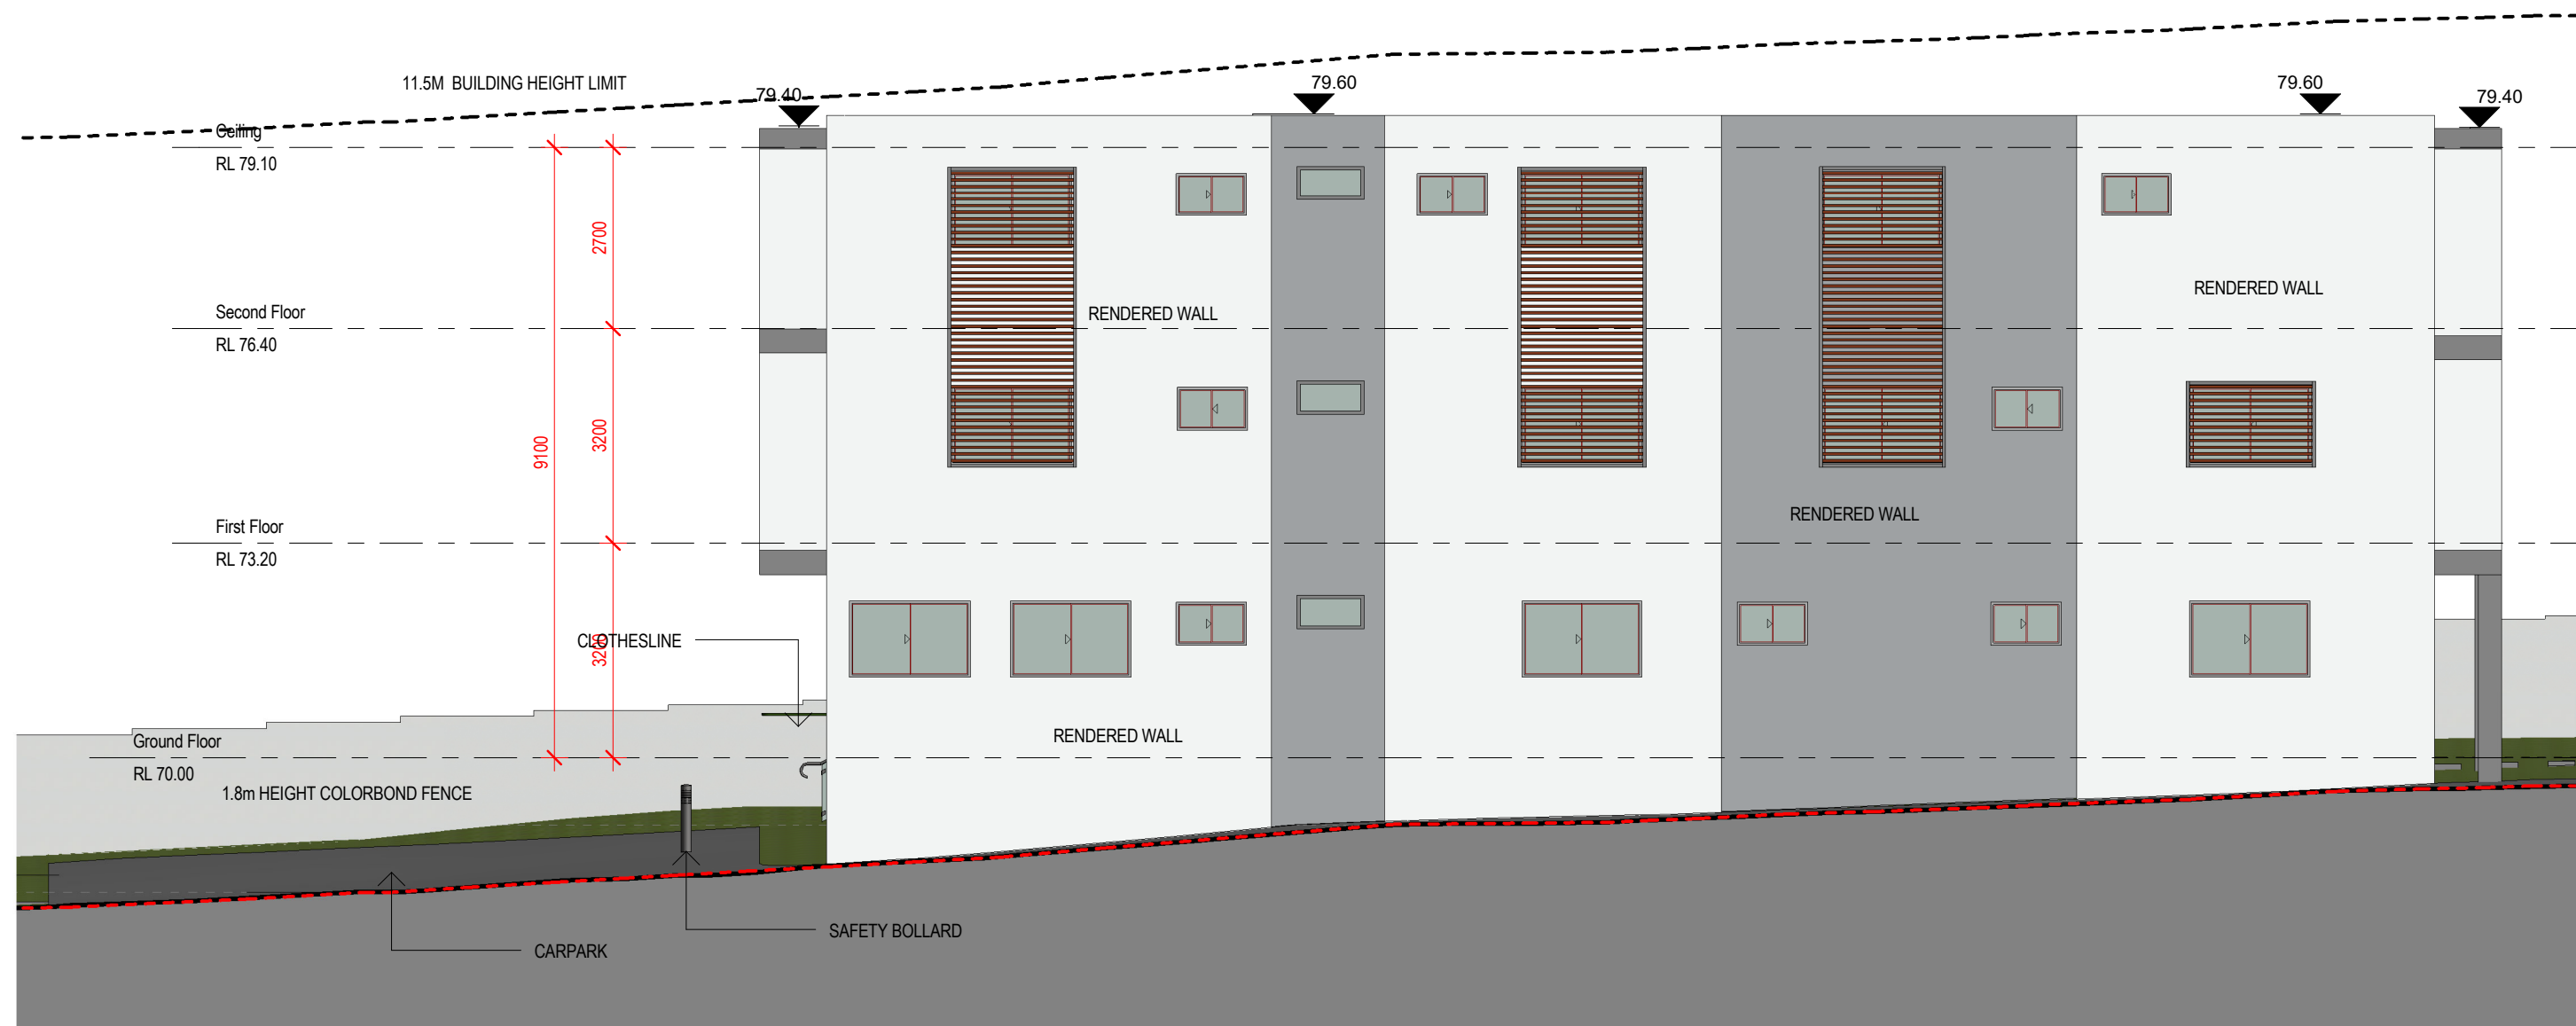 11.5M BUILDING HEIGHT LIMIT
79.40
79.60
79.60
79.40
Ceiling
RL 79.10
2700
Second Floor
RL 76.40
RENDERED WALL
RENDERED WALL
9100
3200
First Floor
RL 73.20
RENDERED WALL
3200
CLOTHESLINE
Ground Floor
RL 70.00
RENDERED WALL
1.8m HEIGHT COLORBOND FENCE
SAFETY BOLLARD
CARPARK